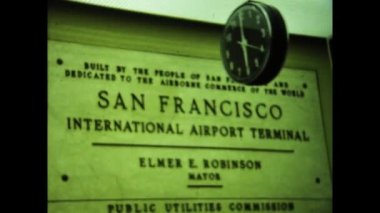 BUILT BY THE PEOPLE OF SAN AND
DEDICATED TO THE AIRBORNE COMMERCE OF THE WORLD
SAN FRANCISCO
INTERNATIONAL AIRPORT TERMINAL
ELMER E. ROBINSON
MAYOR
PUBLIC UTILITIES COMMISSION